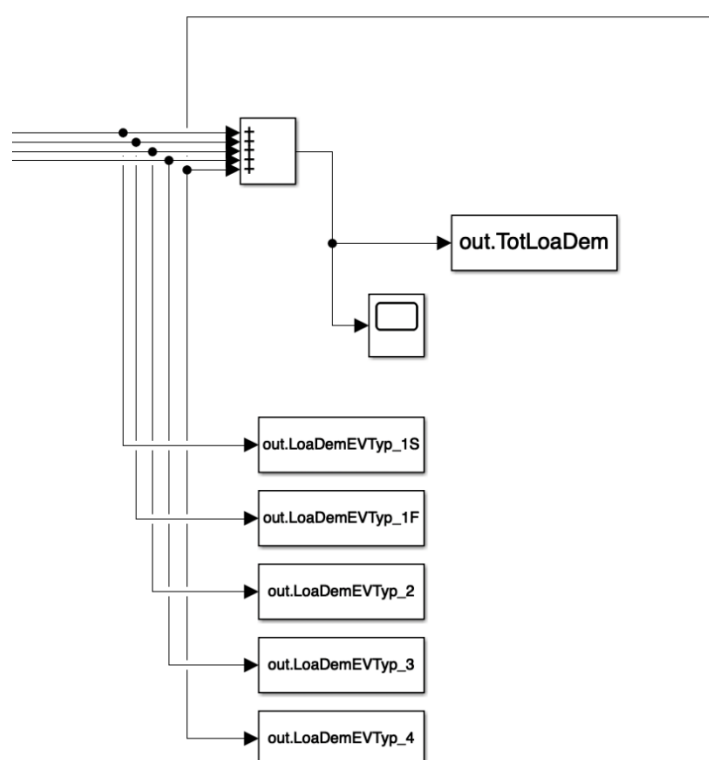 +
+
+
+
+
out.TotLoaDem
out.LoaDemEVTyp_1S
out.LoaDemEVTyp_1F
out.LoaDemEVTyp_2
out.LoaDemEVTyp_3
out.LoaDemEVTyp_4